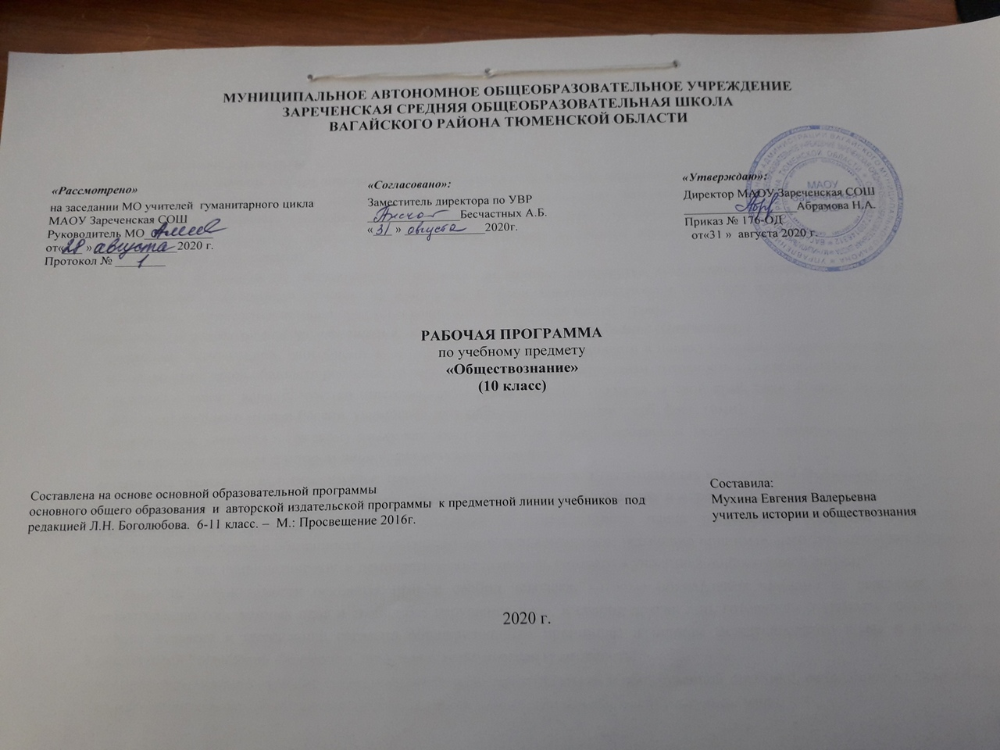 МУНИЦИПАЛЬНОЕ АВТОНОМНОЕ ОБЩЕОБРАЗОВАТЕЛЬНОЕ УЧРЕЖДЕНИЕ
ЗАРЕЧЕНСКАЯ СРЕДНЯЯ ОБЩЕОБРАЗОВАТЕЛЬНАЯ ШКОЛА
ВАГАЙСКОГО РАЙОНА ТЮМЕНСКОЙ ОБЛАСТИ
«Рассмотрено»
на заседании МО учителей гуманитарного цикла
МАОУ Зареченская СОШ
Руководитель МО
от«28 » августа 2020 г.
Протокол № 1
«Согласовано»:
Заместитель директора по УВР
Бесчастных А.Б.
« 31 » августа 2020г.
«Утверждаю»:
Директор МАОУ Зареченская СОШ
Абрамова Н.А.
Приказ № 176-ОД
от«31 » августа 2020 г.
МАОУ
РАБОЧАЯ ПРОГРАММА
по учебному предмету
«Обществознание»
(10 класс)
Составлена на основе основной образовательной программы
основного общего образования и авторской издательской программы к предметной линии учебников под
редакцией Л.Н. Боголюбова. 6-11 класс. – М.: Просвещение 2016г.
Составила:
Мухина Евгения Валерьевна
учитель истории и обществознания
2020 г.